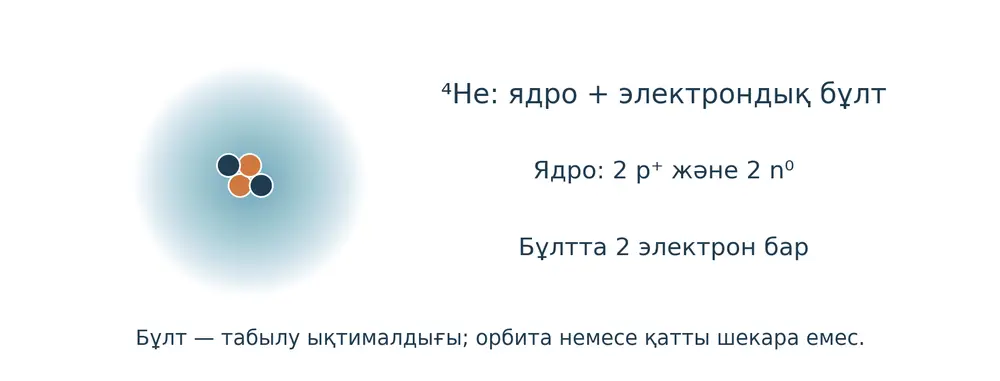 ⁴He: ядро + электрондық бұлт
Ядро: 2 p⁺ және 2 n⁰
Бұлтта 2 электрон бар
Бұлт — табылу ықтималдығы; орбита немесе қатты шекара емес.